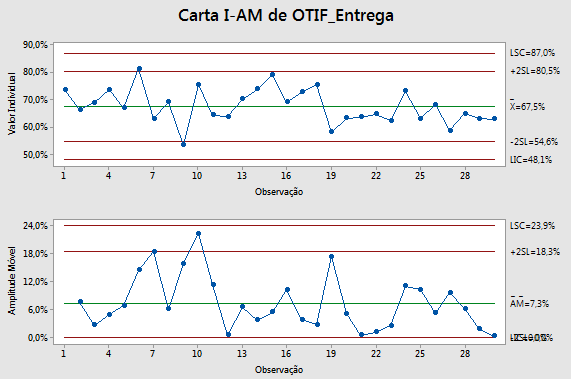 Carta I-AM de OTIF_Entrega
Valor Individual
90,0%
80,0%
70,0%
60,0%
50,0%
LSC=87,0%
+2SL=80,5%
X=67,5%
-2SL=54,6%
LIC=48,1%
1 4 7 10 13 16 19 22 25 28
Observação
Amplitude Móvel
24,0%
18,0%
12,0%
6,0%
0,0%
LSC=23,9%
+2SL=18,3%
AM=7,3%
1 4 7 10 13 16 19 22 25 28
Observação